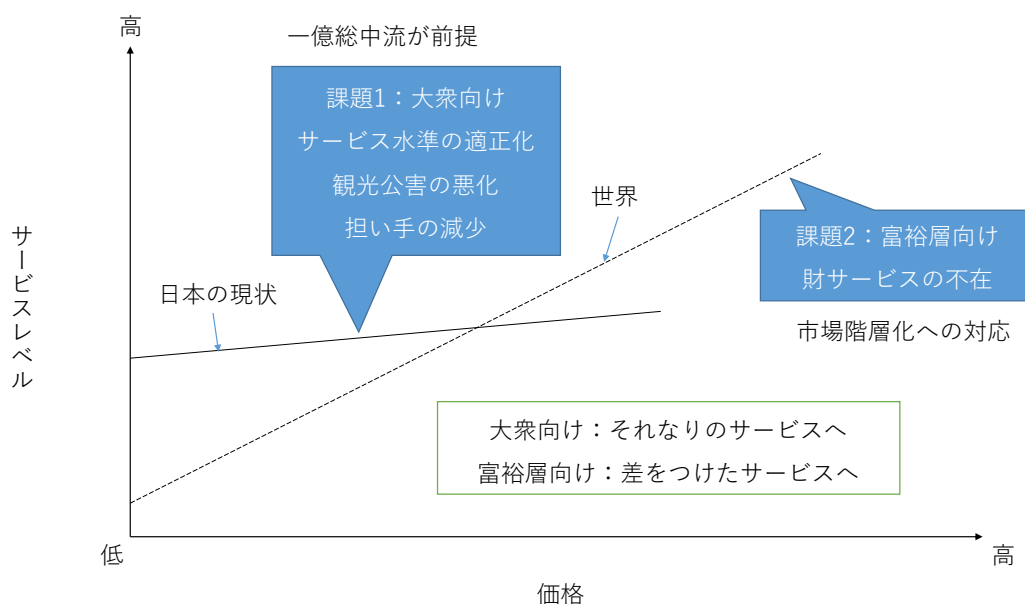 高
一億総中流が前提
課題1：大衆向け
サービス水準の適正化
観光公害の悪化
担い手の減少
世界
課題2：富裕層向け
財サービスの不在
市場階層化への対応
サービスレベル
日本の現状
大衆向け：それなりのサービスへ
富裕層向け：差をつけたサービスへ
低
高
価格